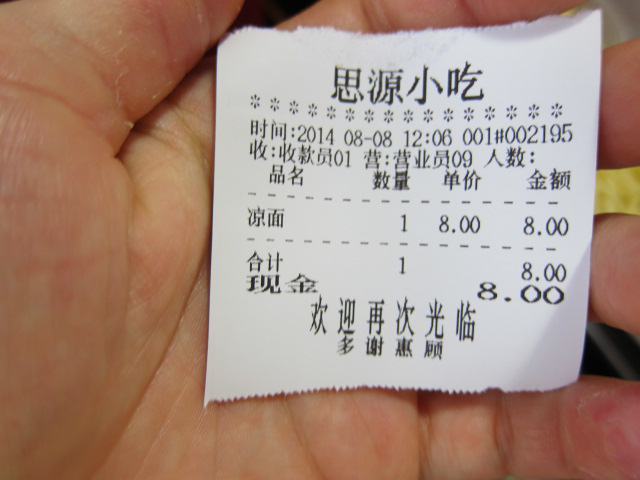 思源小吃
***************
时间:2014 08-08 12:06 001#002195
收:收款员01 营:营业员09 人数:
品名 数量 单价 金额
凉面 1 8.00 8.00
合计 1 8.00
现金 8.00
欢迎再次光临
多谢惠顾